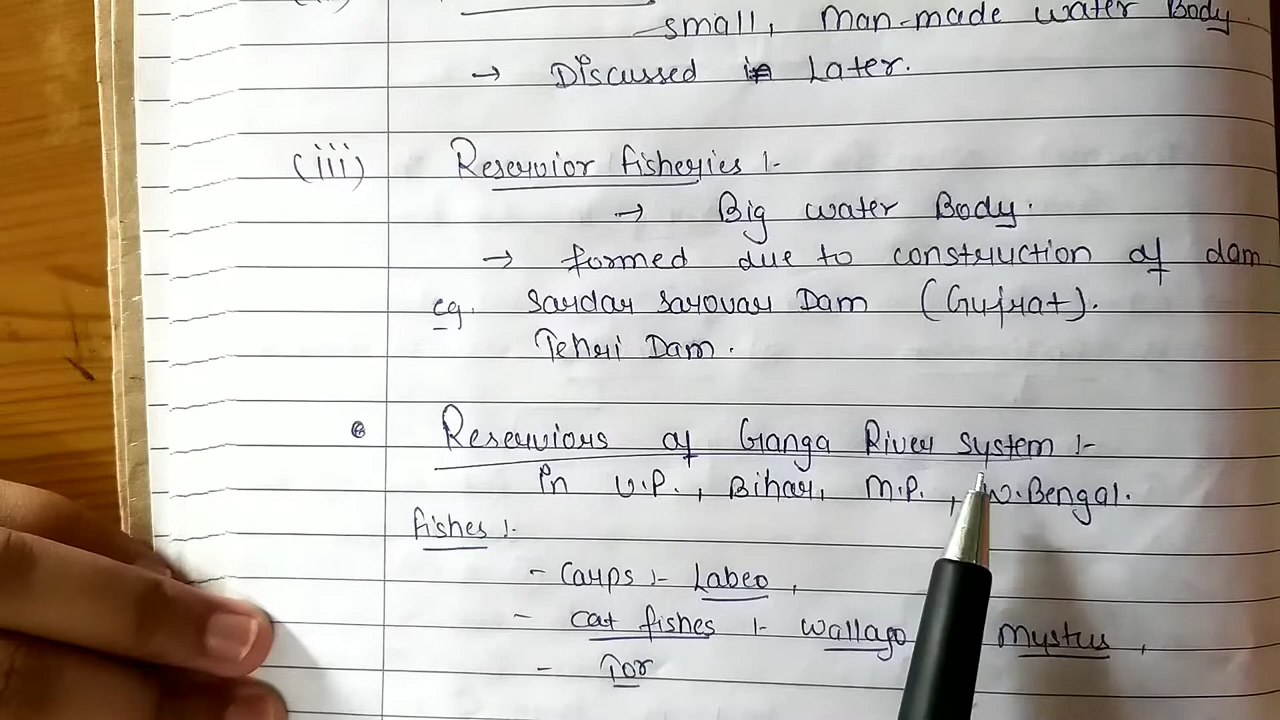 small, Man-made water Body.
→ Discussed in Later.
(iii) Reservior fisheries :-
→ Big water Body.
→ formed due to construction of dam
eg. Sardar Sarovar Dam (Gujrat).
Tehri Dam.
Reserviors of Ganga River System :-
in U.P., Bihar, M.P., W.Bengal.
fishes :-
- Carps :- Labeo,
- Cat fishes :- Wallago Mystus,
- Tor